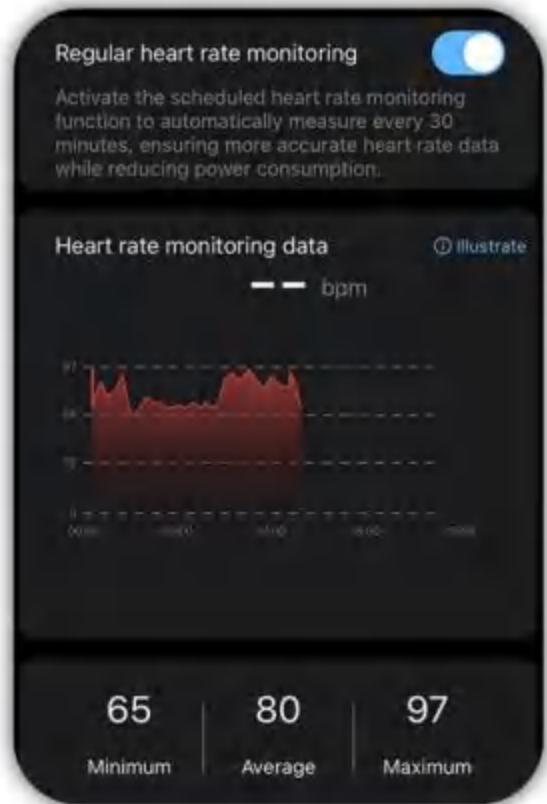 Regular heart rate monitoring
Activate the scheduled heart rate monitoring
function to automatically measure every 30
minutes, ensuring more accurate heart rate data
while reducing power consumption.
Heart rate monitoring data
Illustrate
bpm
97
65
Minimum
80
Average
97
Maximum